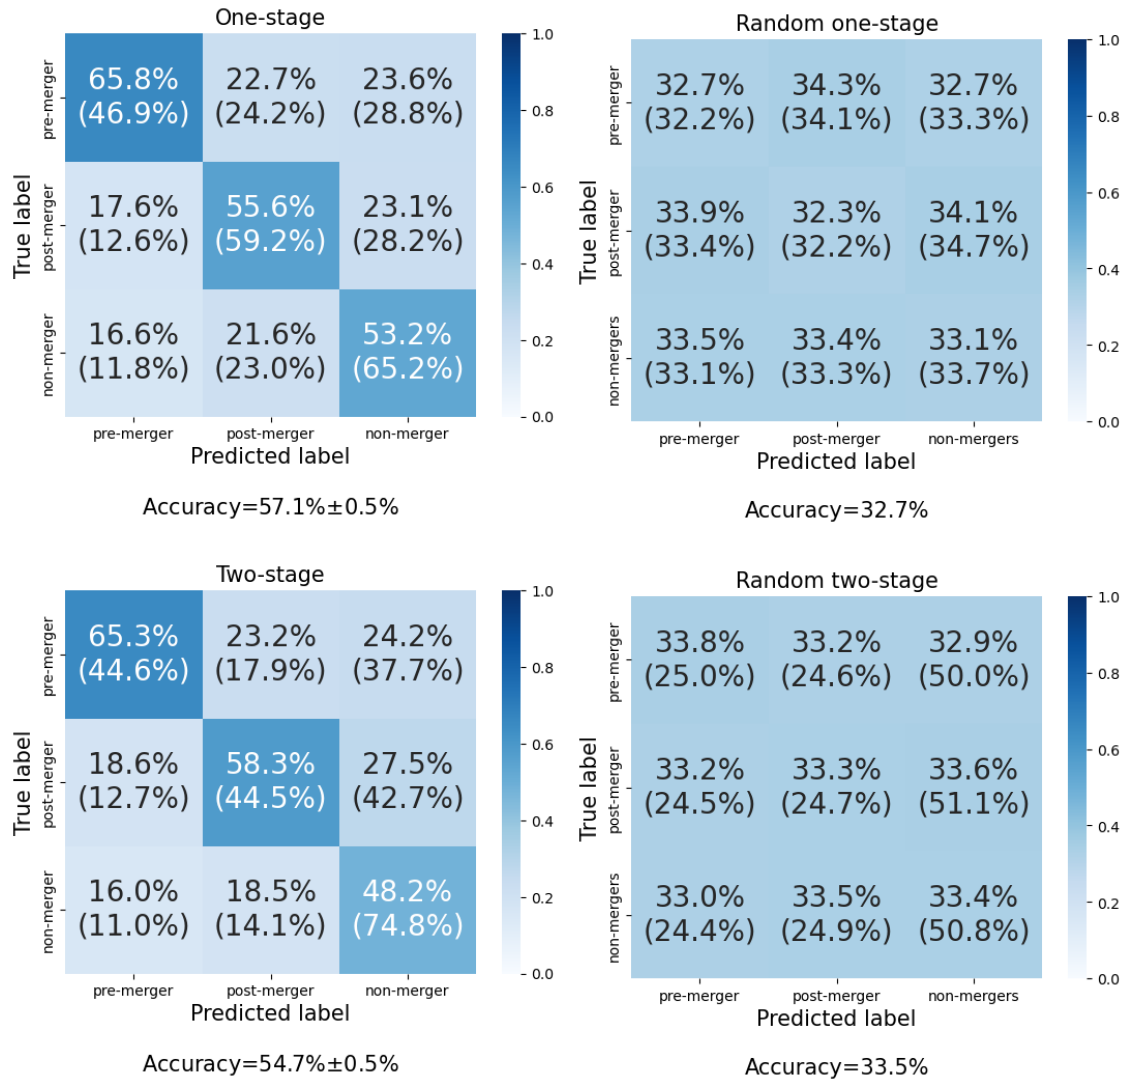 One-stage
65.8% 22.7% 23.6% 1.0
(46.9%) (24.2%) (28.8%) 0.8
pre-merger
17.6% 55.6% 23.1% 0.6
(12.6%) (59.2%) (28.2%) 0.4
post-merger
True label
16.6% 21.6% 53.2% 0.2
(11.8%) (23.0%) (65.2%) 0.0
non-merger
pre-merger post-merger non-merger
Predicted label
Accuracy=57.1%±0.5%
Random one-stage
32.7% 34.3% 32.7% 1.0
(32.2%) (34.1%) (33.3%) 0.8
pre-merger
33.9% 32.3% 34.1% 0.6
(33.4%) (32.2%) (34.7%) 0.4
post-merger
True label
33.5% 33.4% 33.1% 0.2
(33.1%) (33.3%) (33.7%) 0.0
non-mergers
pre-merger post-merger non-mergers
Predicted label
Accuracy=32.7%
Two-stage
65.3% 23.2% 24.2% 1.0
(44.6%) (17.9%) (37.7%) 0.8
pre-merger
18.6% 58.3% 27.5% 0.6
(12.7%) (44.5%) (42.7%) 0.4
post-merger
True label
16.0% 18.5% 48.2% 0.2
(11.0%) (14.1%) (74.8%) 0.0
non-merger
pre-merger post-merger non-merger
Predicted label
Accuracy=54.7%±0.5%
Random two-stage
33.8% 33.2% 32.9% 1.0
(25.0%) (24.6%) (50.0%) 0.8
pre-merger
33.2% 33.3% 33.6% 0.6
(24.5%) (24.7%) (51.1%) 0.4
post-merger
True label
33.0% 33.5% 33.4% 0.2
(24.4%) (24.9%) (50.8%) 0.0
non-mergers
pre-merger post-merger non-mergers
Predicted label
Accuracy=33.5%